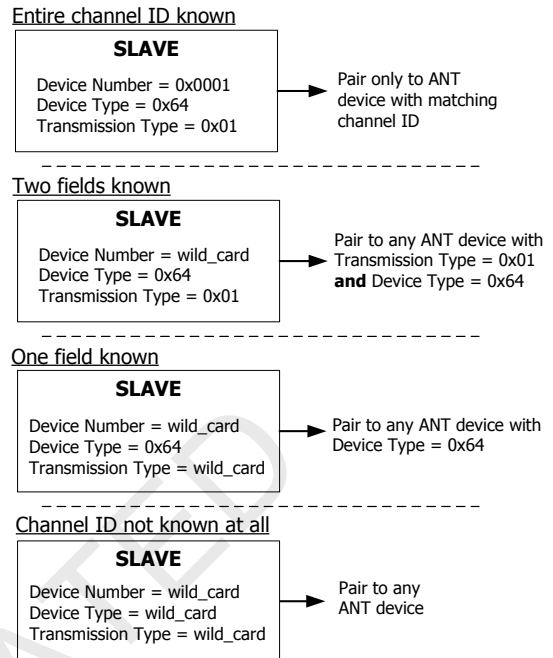 Entire channel ID known
SLAVE
Device Number = 0x0001
Device Type = 0x64
Transmission Type = 0x01
Pair only to ANT
device with matching
channel ID
Two fields known
SLAVE
Device Number = wild_card
Device Type = 0x64
Transmission Type = 0x01
Pair to any ANT device with
Transmission Type = 0x01
and Device Type = 0x64
One field known
SLAVE
Device Number = wild_card
Device Type = 0x64
Transmission Type = wild_card
Pair to any ANT device with
Device Type = 0x64
Channel ID not known at all
SLAVE
Device Number = wild_card
Device Type = wild_card
Transmission Type = wild_card
Pair to any
ANT device
ATED